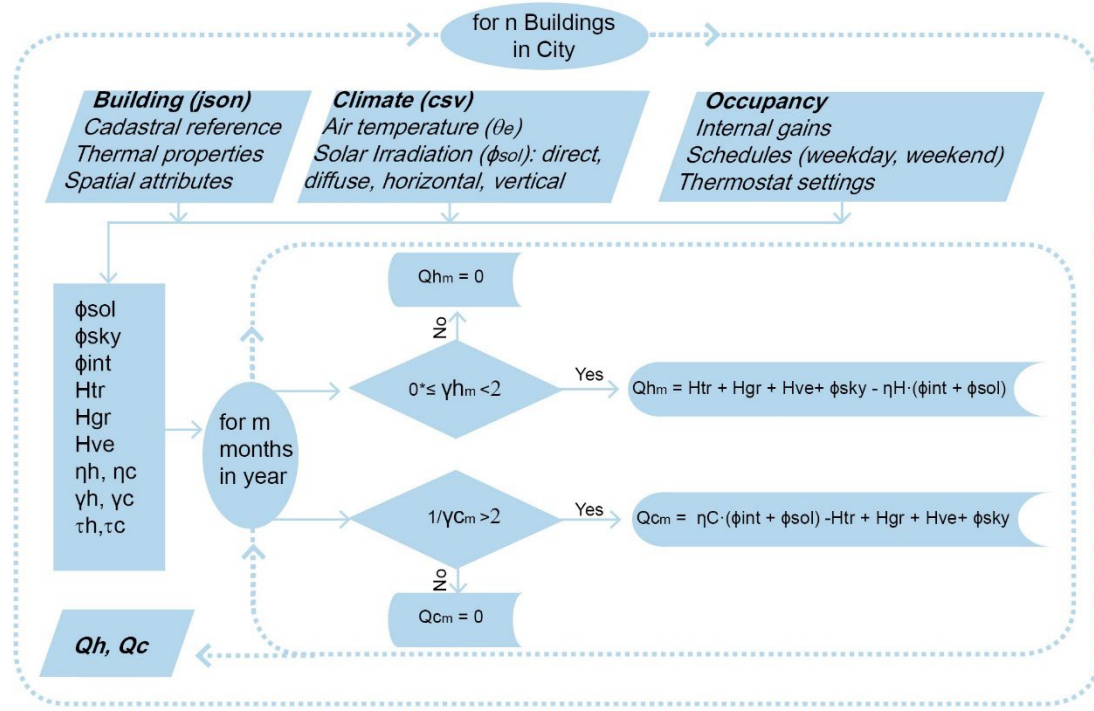 for n Buildings
in City
Building (json)
Cadastral reference
Thermal properties
Spatial attributes
Climate (csv)
Air temperature (θe)
Solar Irradiation (ϕsol): direct,
diffuse, horizontal, vertical
Occupancy
Internal gains
Schedules (weekday, weekend)
Thermostat settings
ϕsol
ϕsky
ϕint
Htr
Hgr
Hve
ηh, ηc
γh, γc
τh,τc
for m
months
in year
Qhm = 0
No
0*≤ γhm <2
Yes
Qhm = Htr + Hgr + Hve+ ϕsky - ηH·(ϕint + ϕsol)
1/γcm >2
Yes
Qcm = ηC·(ϕint + ϕsol) -Htr + Hgr + Hve+ ϕsky
No
Qcm = 0
Qh, Qc